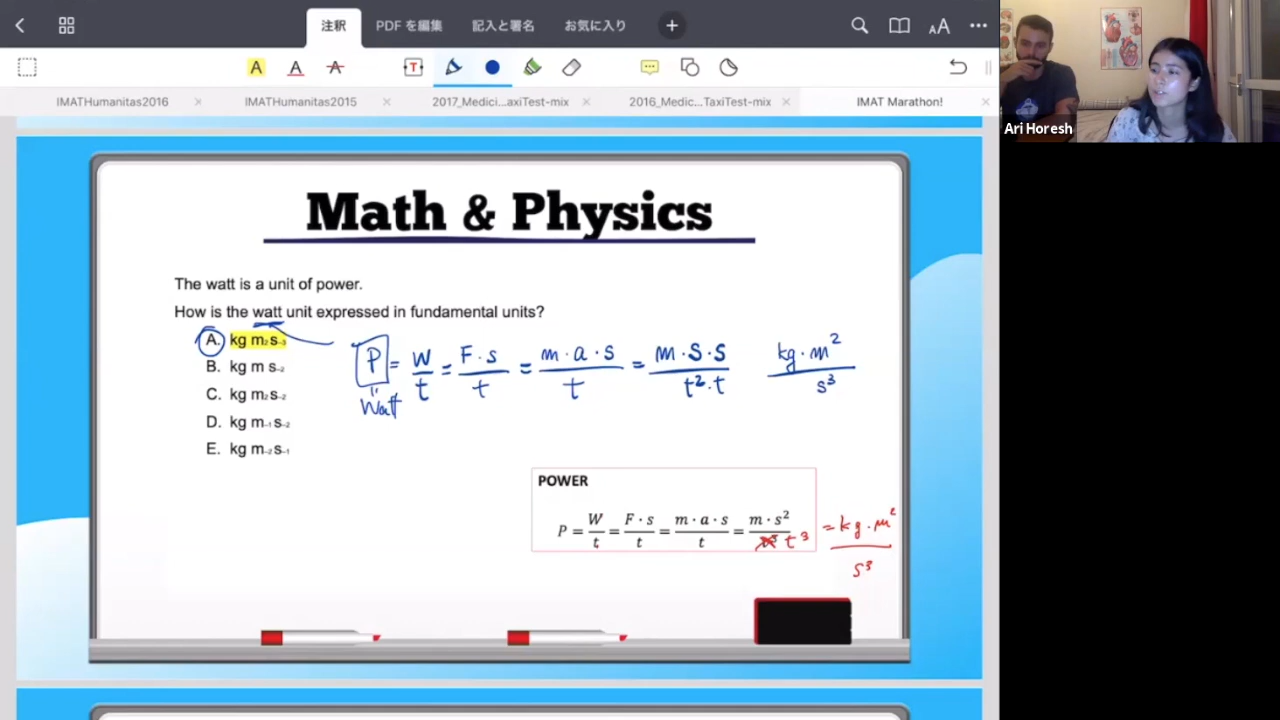 注釈 PDF を編集 記入と署名 お気に入り
A A A T
IMATHumanitas2016 IMATHumanitas2015 2017_Medici...axiTest-mix 2016_Medic...TaxiTest-mix IMAT Marathon!
Ari Horesh
Math & Physics
The watt is a unit of power.
How is the watt unit expressed in fundamental units?
A. kg m₂ s₋₃
B. kg m s₋₂
C. kg m₂ s₋₂
D. kg m₋₁ s₋₂
E. kg m₋₂ s₋₁
P = W/t = F·s/t = m·a·s/t = m·s·s/t²·t kg·m²/s³
"
Watt
POWER
P = W/t = F·s/t = m·a·s/t = m·s²/t³ = kg·m²/s³